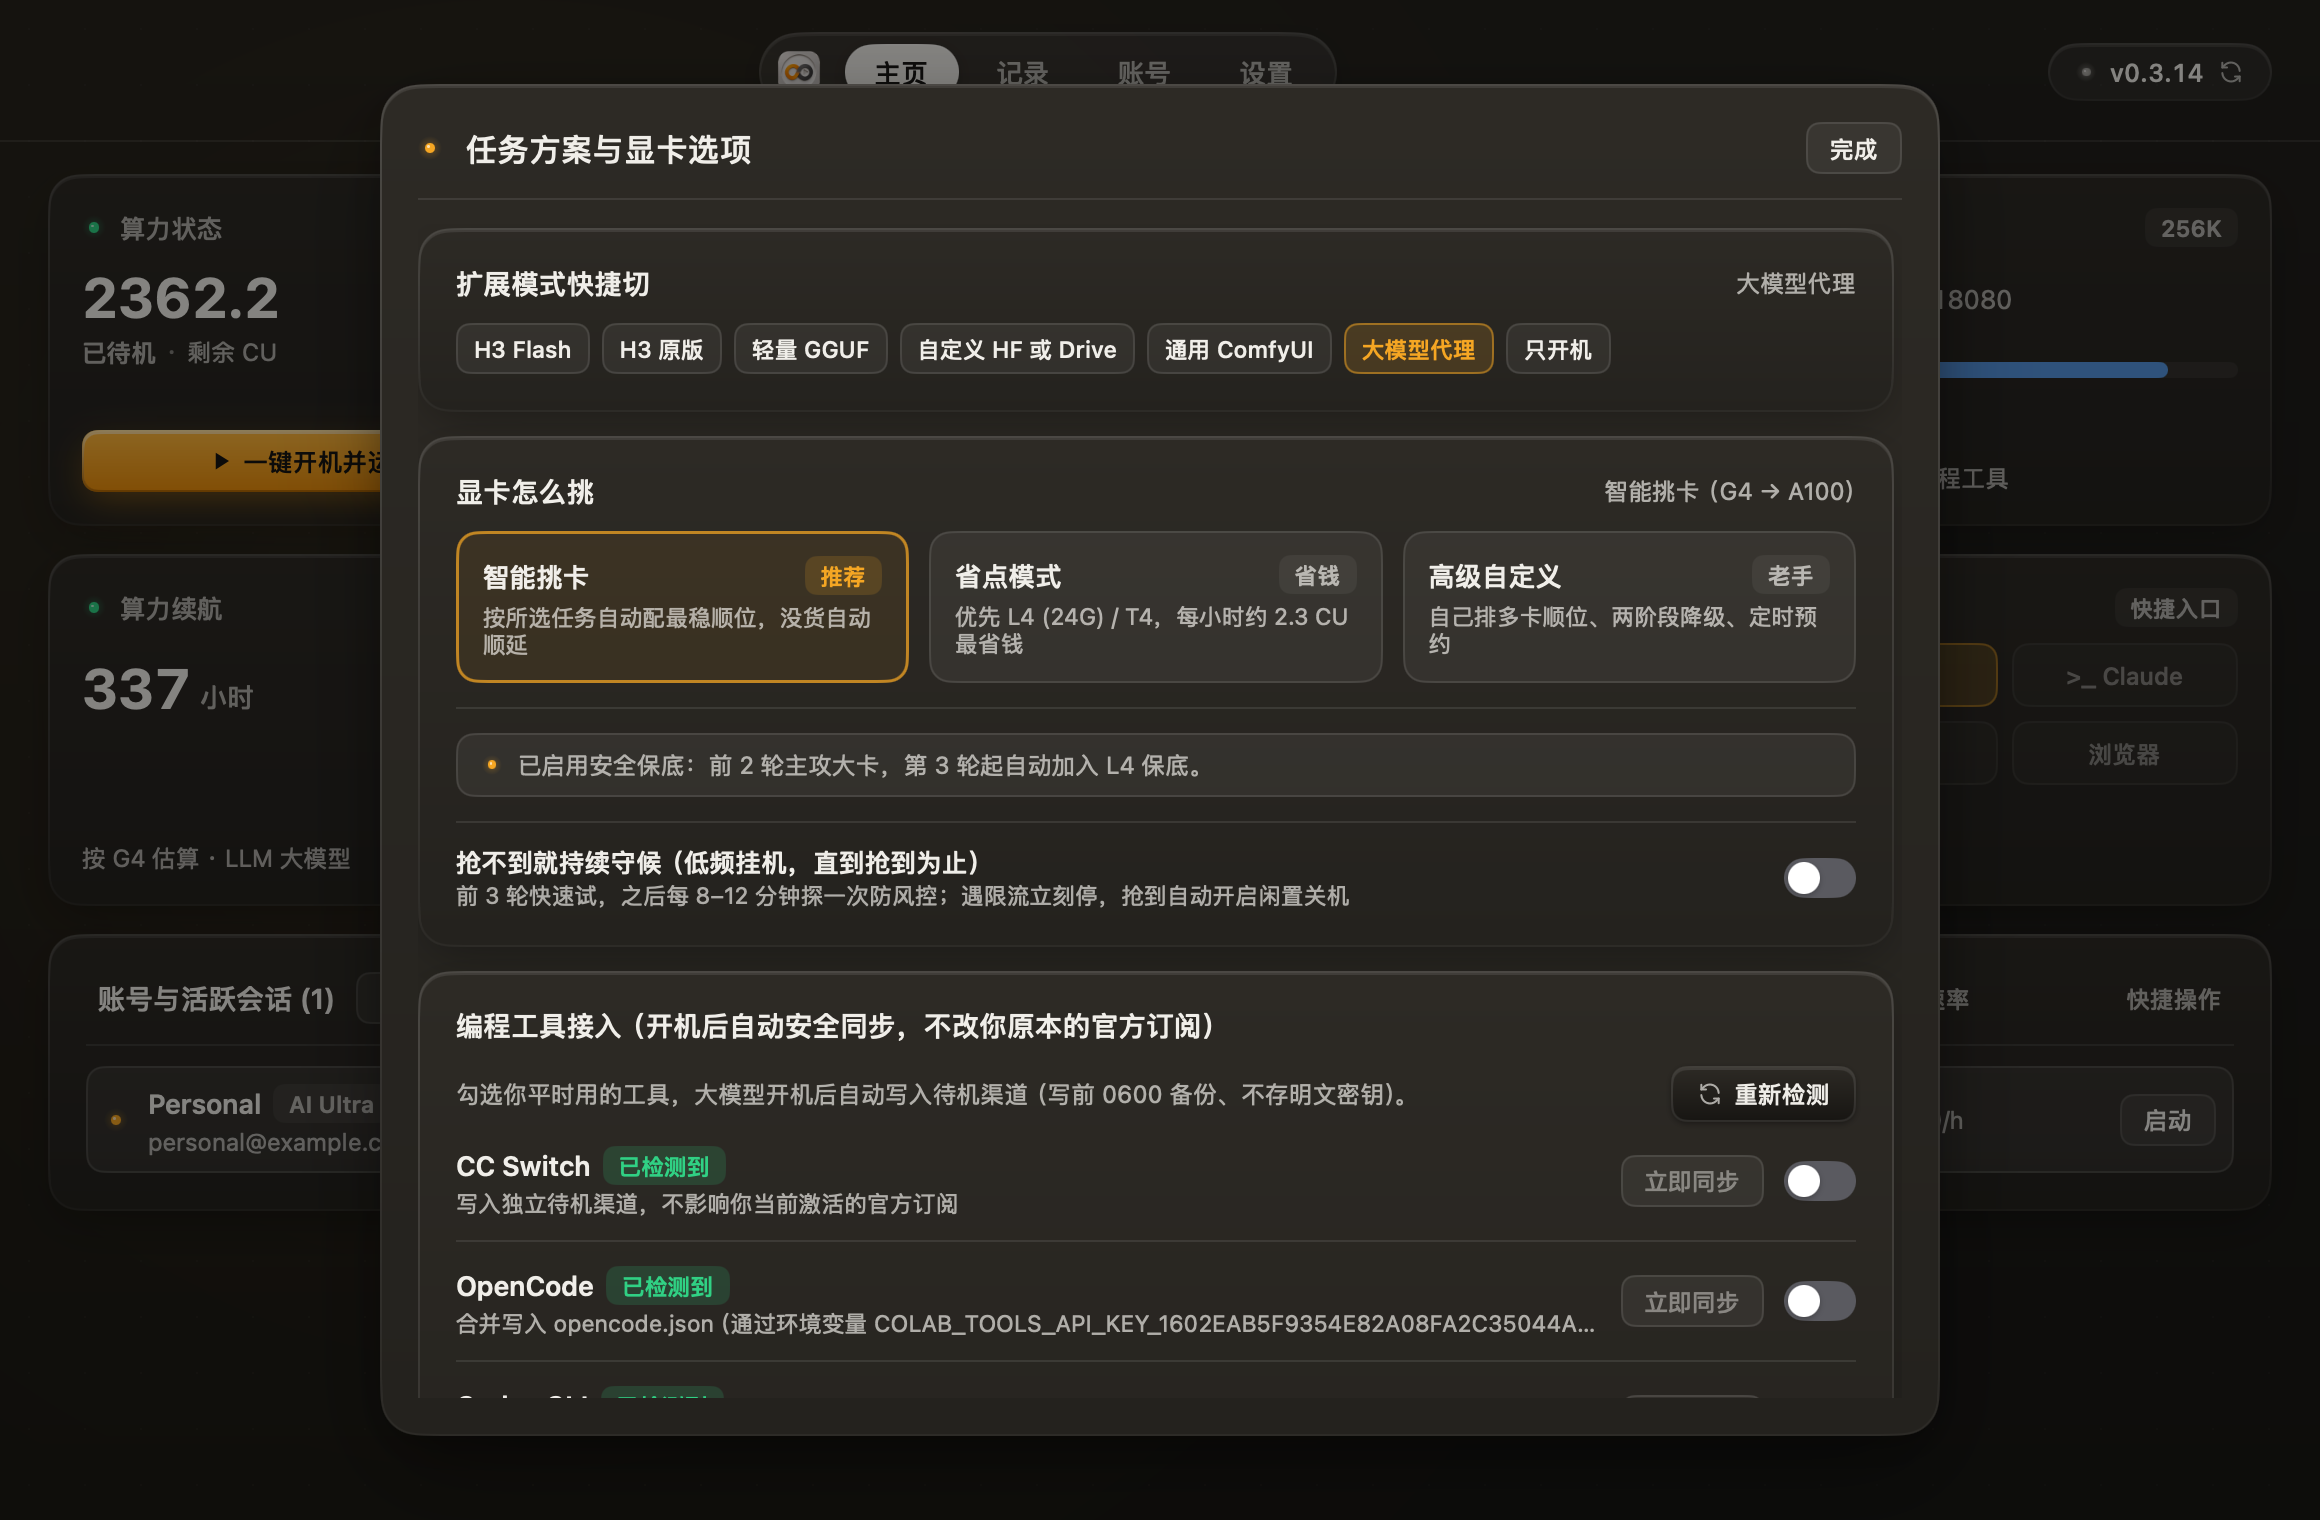 主页
记录
账号
设置
v0.3.14
任务方案与显卡选项
完成
算力状态
2362.2
已待机 · 剩余 CU
一键开机并
算力续航
337 小时
按 G4 估算 · LLM 大模型
账号与活跃会话 (1)
Personal
AI Ultra
personal@example.c
扩展模式快捷切
大模型代理
H3 Flash
H3 原版
轻量 GGUF
自定义 HF 或 Drive
通用 ComfyUI
大模型代理
只开机
显卡怎么挑
智能挑卡（G4 → A100）
智能挑卡
推荐
按所选任务自动配最稳顺位，没货自动
顺延
省点模式
省钱
优先 L4 (24G) / T4，每小时约 2.3 CU
最省钱
高级自定义
老手
自己排多卡顺位、两阶段降级、定时预
约
已启用安全保底：前 2 轮主攻大卡，第 3 轮起自动加入 L4 保底。
抢不到就持续守候（低频挂机，直到抢到为止）
前 3 轮快速试，之后每 8–12 分钟探一次防风控；遇限流立刻停，抢到自动开启闲置关机
编程工具接入（开机后自动安全同步，不改你原本的官方订阅）
勾选你平时用的工具，大模型开机后自动写入待机渠道（写前 0600 备份、不存明文密钥）。
重新检测
CC Switch
已检测到
写入独立待机渠道，不影响你当前激活的官方订阅
立即同步
OpenCode
已检测到
合并写入 opencode.json（通过环境变量 COLAB_TOOLS_API_KEY_1602EAB5F9354E82A08FA2C35044A...
立即同步
256K
18080
程工具
快捷入口
>_ Claude
浏览器
率
快捷操作
/h
启动